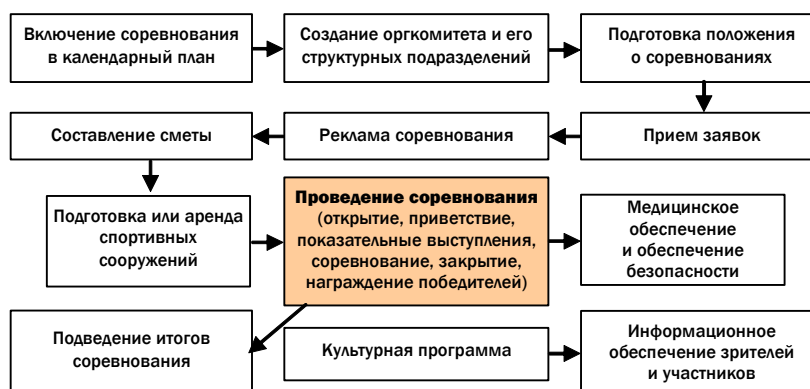 Включение соревнования
в календарный план
Создание оргкомитета и его
структурных подразделений
Подготовка положения
о соревнованиях
Составление сметы
Реклама соревнования
Прием заявок
Подготовка или аренда
спортивных
сооружений
Проведение соревнования
(открытие, приветствие,
показательные выступления,
соревнование, закрытие,
награждение победителей)
Медицинское
обеспечение
и обеспечение
безопасности
Подведение итогов
соревнования
Культурная программа
Информационное
обеспечение зрителей
и участников